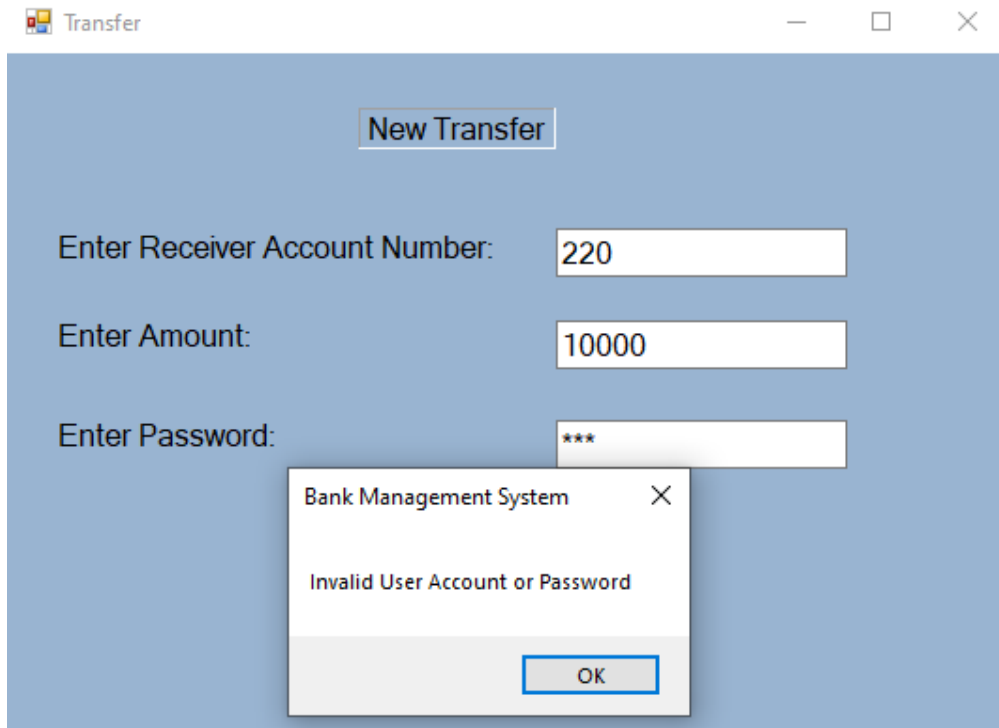 Transfer
New Transfer
Enter Receiver Account Number: 220
Enter Amount: 10000
Enter Password: ***
Bank Management System
Invalid User Account or Password
OK